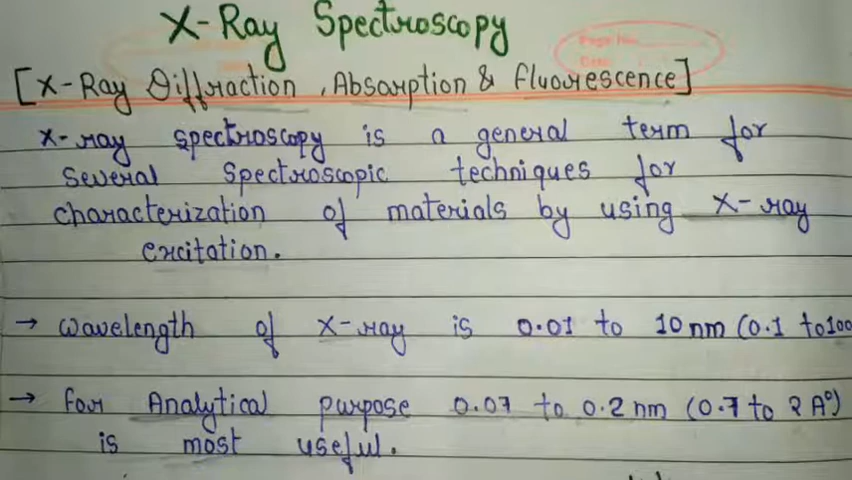 X-Ray Spectroscopy
[X-Ray Diffraction, Absorption & Fluorescence]
x-ray spectroscopy is a general term for
several spectroscopic techniques for
characterization of materials by using X-ray
excitation.
→ Wavelength of X-ray is 0.01 to 10 nm (0.1 to 100
→ For Analytical purpose 0.07 to 0.2 nm (0.7 to 2 A°)
is most useful.